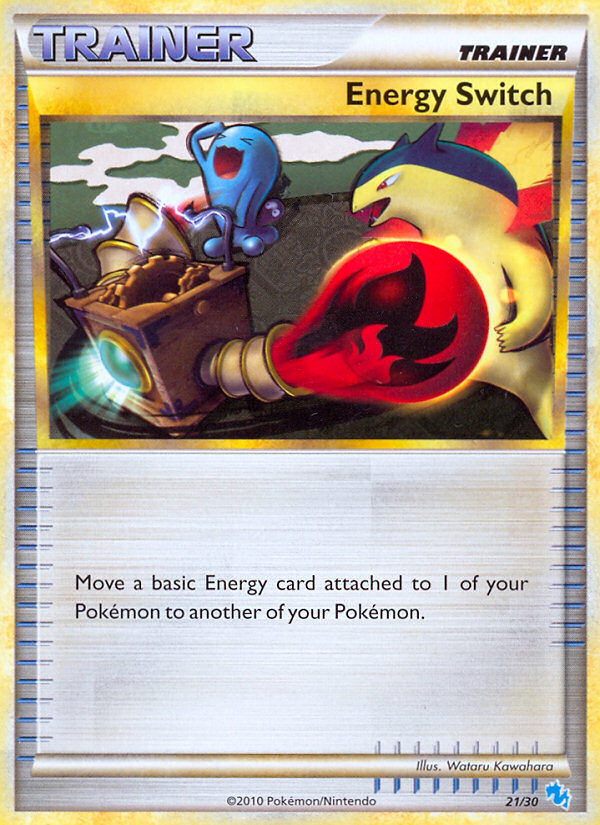 TRAINER
TRAINER
Energy Switch
Move a basic Energy card attached to 1 of your
Pokémon to another of your Pokémon.
Illus. Wataru Kawahara
©2010 Pokémon/Nintendo
21/30